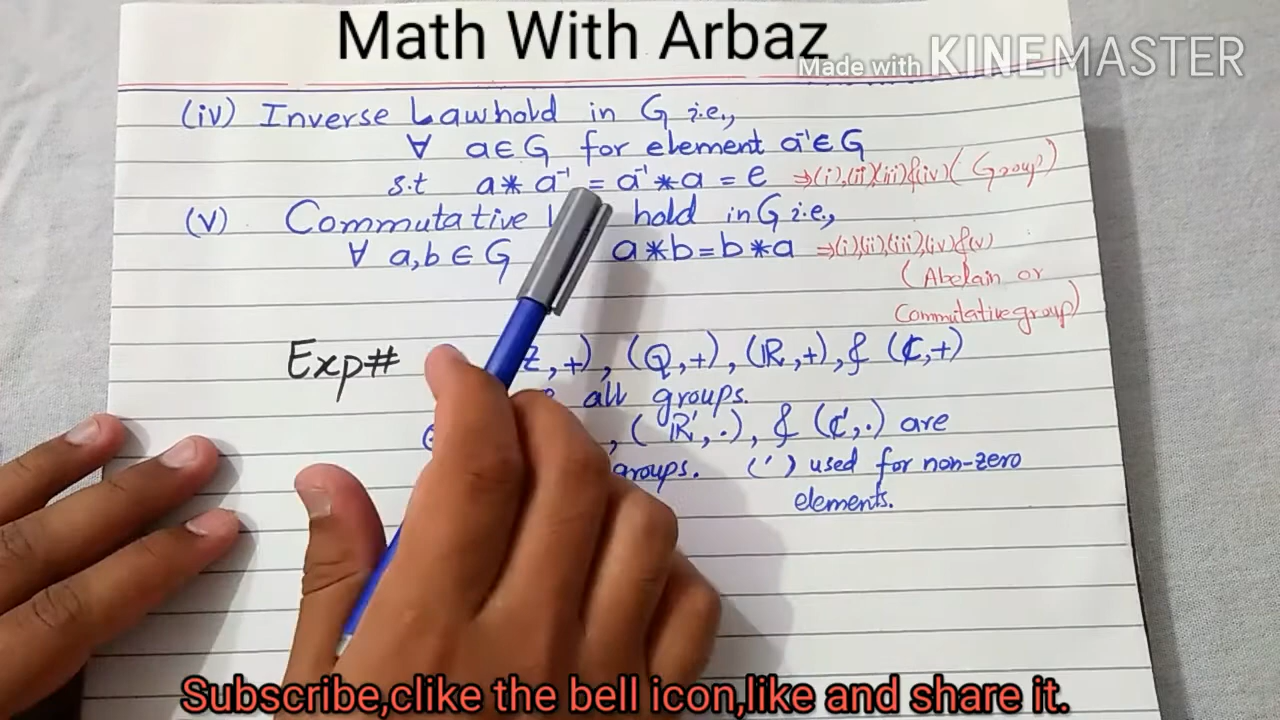 Math With Arbaz
Made with KINEMASTER
(iv) Inverse Law hold in G i.e.,
∀ a∈G for element a⁻¹∈G
s.t a * a⁻¹ = a⁻¹ * a = e ⇒(i),(ii)(iii)&(iv) (Group)
(v) Commutative hold in G i.e.,
∀ a,b ∈ G a*b = b*a ⇒(i),(ii),(iii),(iv)&(v)
(Abelain or
Commutative group)
Exp# Z,+), (Q,+), (ℝ,+), & (ℂ,+)
all groups.
, (ℝ',.), & (ℂ',.) are
groups. (') used for non-zero
elements.
Subscribe,clike the bell icon,like and share it.